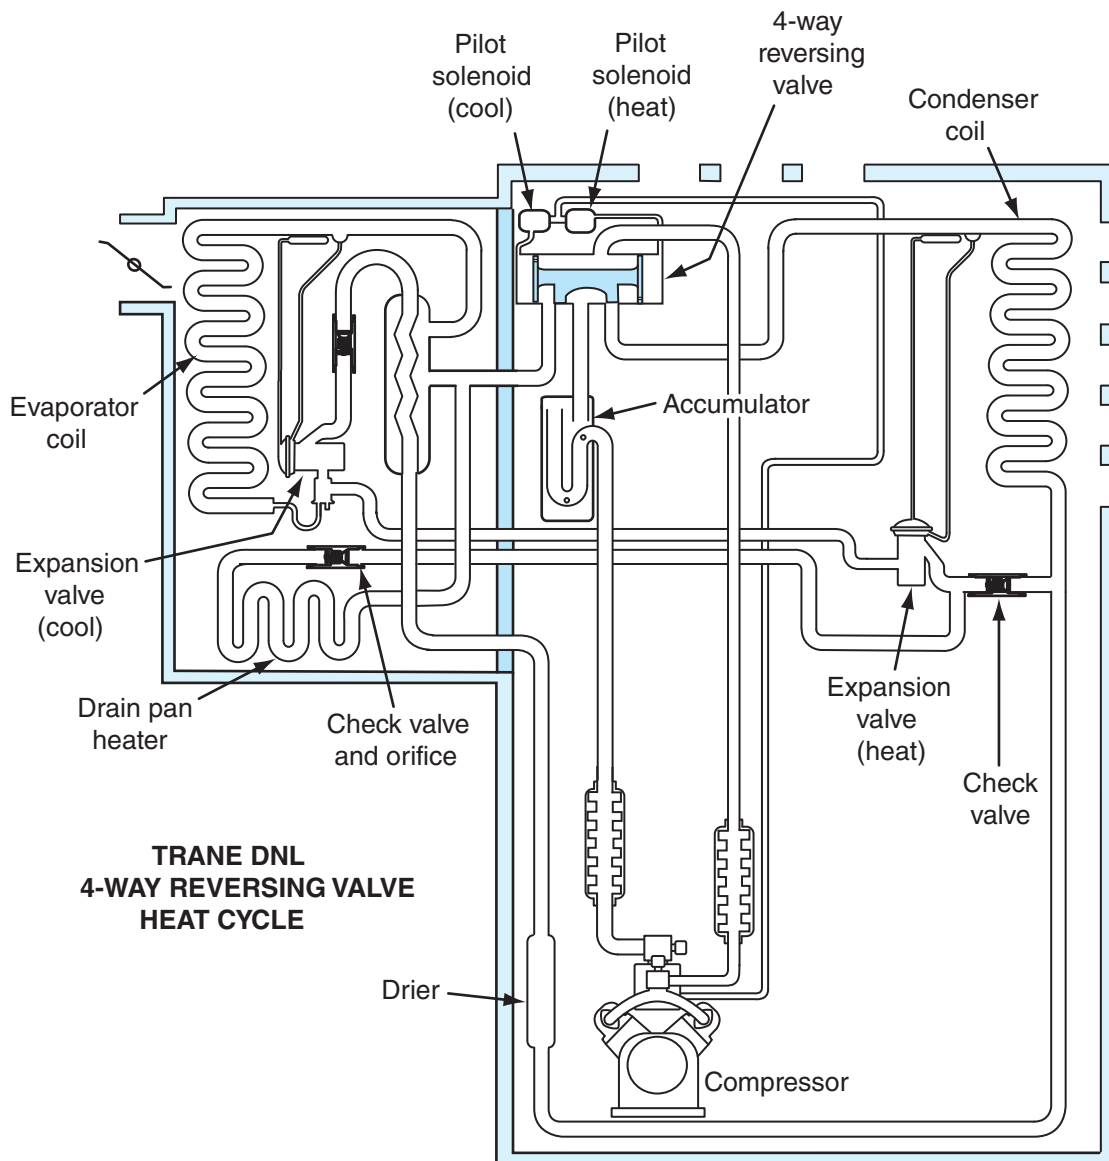 Pilot
solenoid
(cool)
Pilot
solenoid
(heat)
4-way
reversing
valve
Condenser
coil
Evaporator
coil
Accumulator
Expansion
valve
(cool)
Drain pan
heater
Check valve
and orifice
Expansion
valve
(heat)
Check
valve
TRANE DNL
4-WAY REVERSING VALVE
HEAT CYCLE
Drier
Compressor